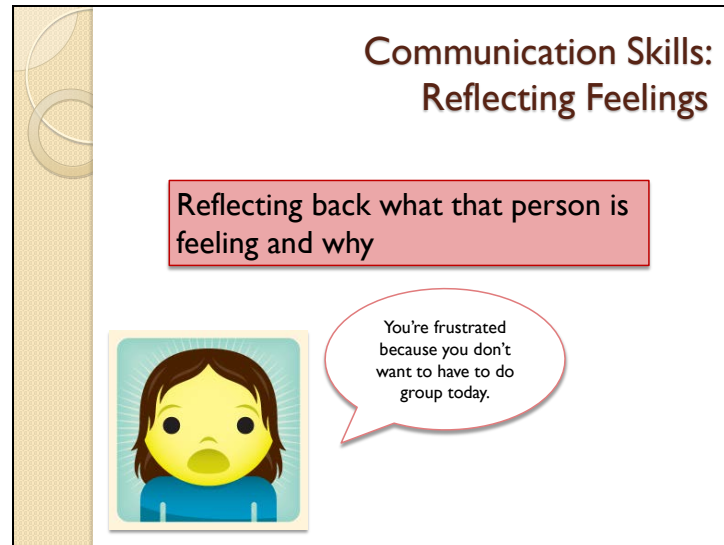 Communication Skills:
Reflecting Feelings
Reflecting back what that person is
feeling and why
You’re frustrated
because you don’t
want to have to do
group today.